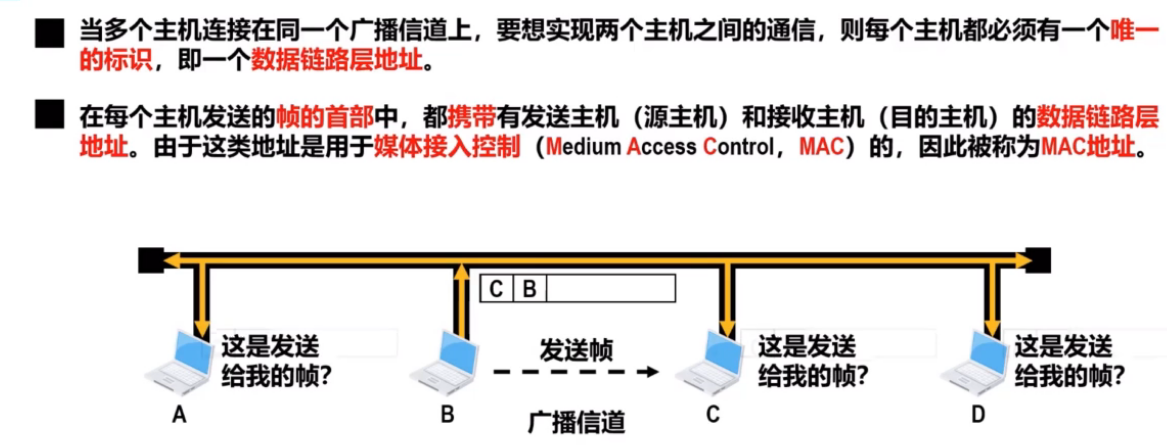 当多个主机连接在同一个广播信道上，要想实现两个主机之间的通信，则每个主机都必须有一个唯一
的标识，即一个数据链路层地址。
在每个主机发送的帧的首部中，都携带有发送主机（源主机）和接收主机（目的主机）的数据链路层
地址。由于这类地址是用于媒体接入控制（Medium Access Control，MAC）的，因此被称为MAC地址。
C B
这是发送
给我的帧？
发送帧
这是发送
给我的帧？
这是发送
给我的帧？
A
B
广播信道
C
D